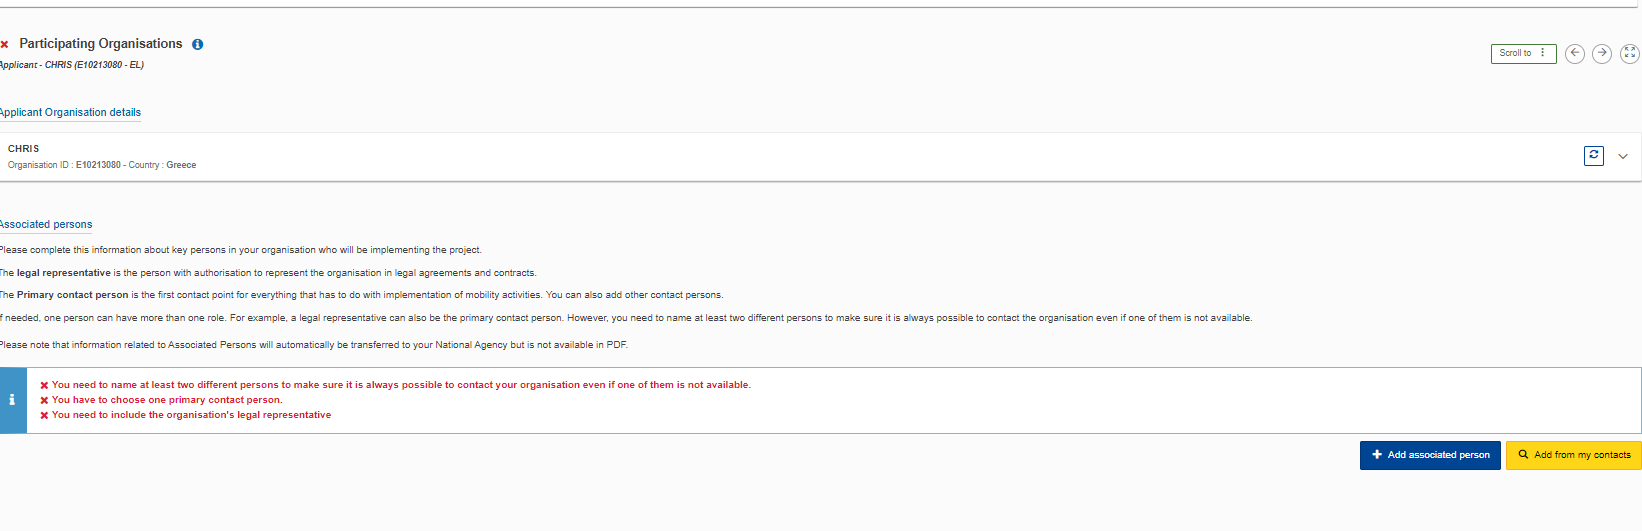 Participating Organisations
Applicant - CHRIS (E10213080 - EL)
Scroll to
Applicant Organisation details
CHRIS
Organisation ID : E10213080 - Country : Greece
Associated persons
Please complete this information about key persons in your organisation who will be implementing the project.
The legal representative is the person with authorisation to represent the organisation in legal agreements and contracts.
The Primary contact person is the first contact point for everything that has to do with implementation of mobility activities. You can also add other contact persons.
If needed, one person can have more than one role. For example, a legal representative can also be the primary contact person. However, you need to name at least two different persons to make sure it is always possible to contact the organisation even if one of them is not available.
Please note that information related to Associated Persons will automatically be transferred to your National Agency but is not available in PDF.
You need to name at least two different persons to make sure it is always possible to contact your organisation even if one of them is not available.
You have to choose one primary contact person.
You need to include the organisation's legal representative
Add associated person
Add from my contacts